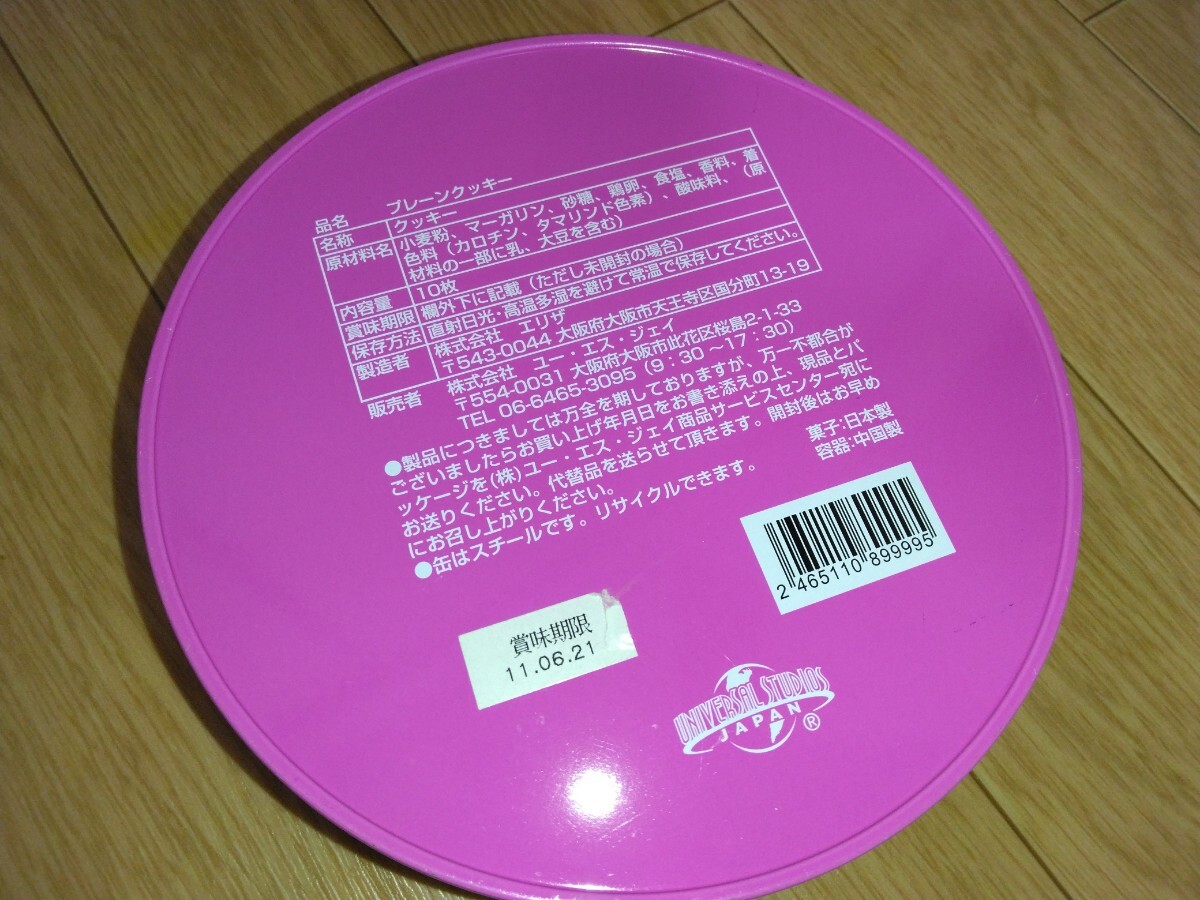 品名 プレーンクッキー
名称 クッキー
原材料名 小麦粉、マーガリン、砂糖、鶏卵、食塩、香料、着
色料（カロチン、タマリンド色素）、酸味料、（原
材料の一部に乳、大豆を含む）
内容量 10枚
賞味期限 欄外下に記載（ただし未開封の場合）
保存方法 直射日光・高温多湿を避けて常温で保存してください。
製造者 株式会社 エリザ
〒543-0044 大阪府大阪市天王寺区国分町13-19
販売者 株式会社 ユー・エス・ジェイ
〒554-0031 大阪府大阪市此花区桜島2-1-33
TEL 06-6465-3095（9：30～17：30）
●製品につきましては万全を期しておりますが、万一不都合が
ございましたらお買い上げ年月日をお書き添えの上、現品とパ
ッケージを(株)ユー・エス・ジェイ商品サービスセンター宛に
お送りください。代替品を送らせて頂きます。開封後はお早め
にお召し上がりください。
●缶はスチールです。リサイクルできます。
菓子：日本製
容器：中国製
2 465110 899995
賞味期限
11.06.21
UNIVERSAL STUDIOS
JAPAN ®